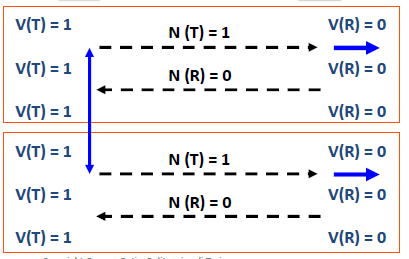 V(T) = 1 N (T) = 1 V(R) = 0
V(T) = 1 N (R) = 0 V(R) = 0
V(T) = 1 V(R) = 0
V(T) = 1 N (T) = 1 V(R) = 0
V(T) = 1 N (R) = 0 V(R) = 0
V(T) = 1 V(R) = 0